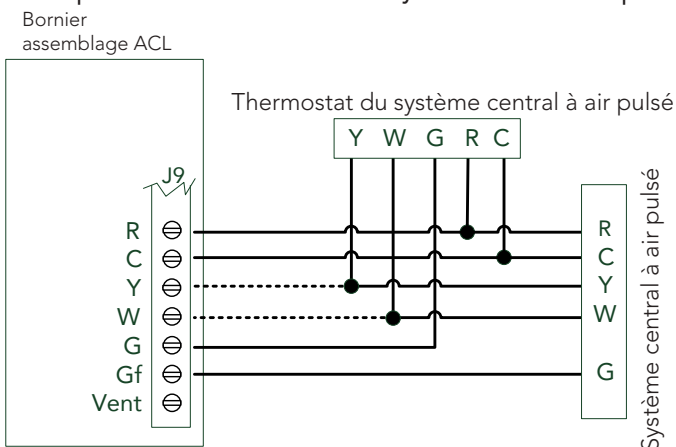 Bornier
assemblage ACL
Thermostat du système central à air pulsé
Y W G R C
J9
R
C
Y
W
G
Gf
Vent
R
C
Y
W
G
Système central à air pulsé